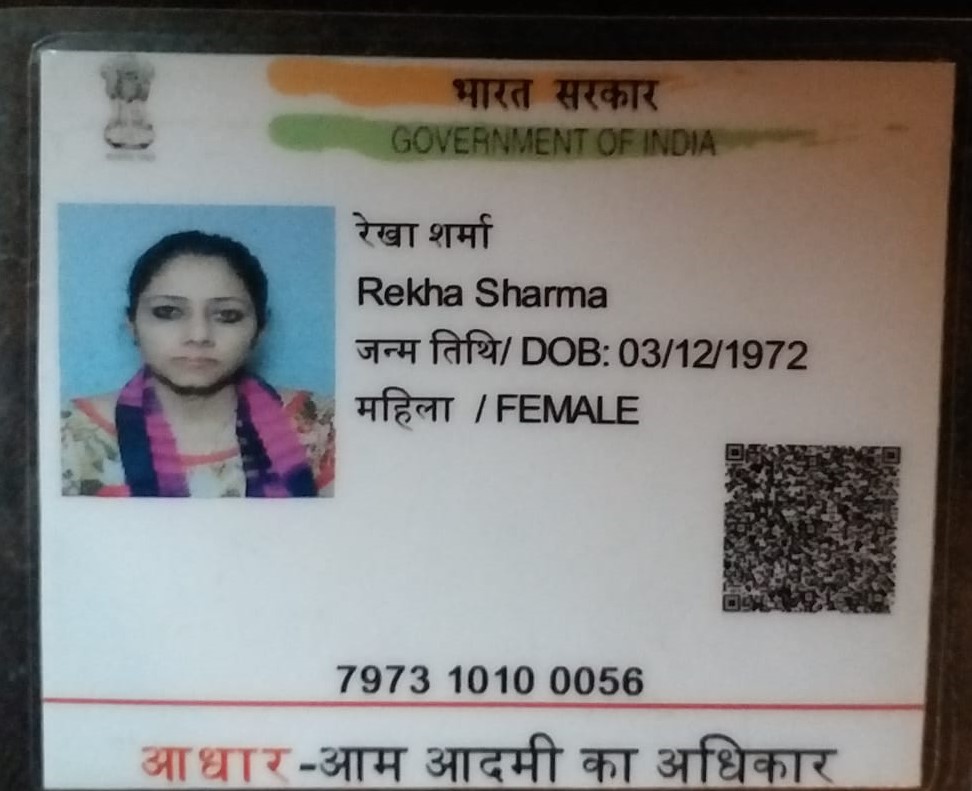 भारत सरकार
GOVERNMENT OF INDIA
रेखा शर्मा
Rekha Sharma
जन्म तिथि/ DOB: 03/12/1972
महिला / FEMALE
7973 1010 0056
आधार-आम आदमी का अधिकार